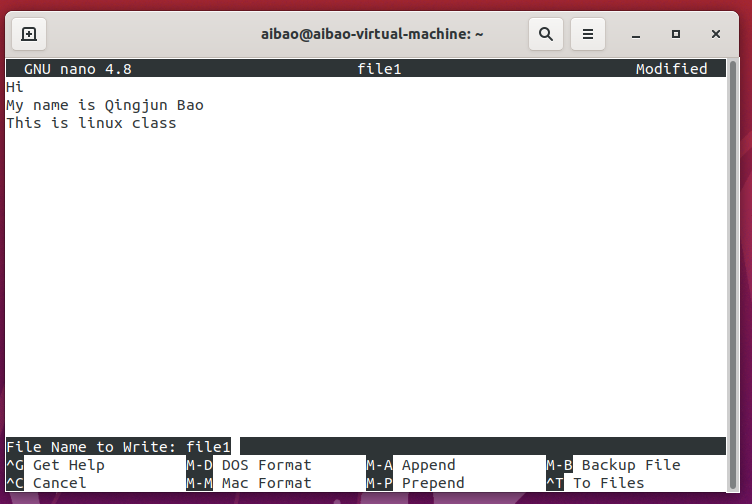 aibao@aibao-virtual-machine: ~
GNU nano 4.8 file1 Modified
Hi
My name is Qingjun Bao
This is linux class
File Name to Write: file1
^G Get Help M-D DOS Format M-A Append M-B Backup File
^C Cancel M-M Mac Format M-P Prepend ^T To Files